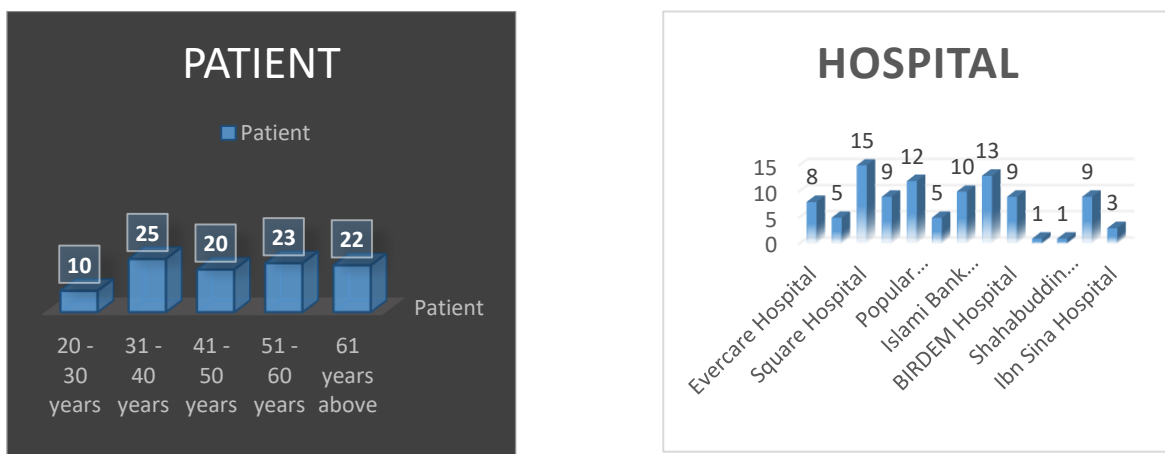 PATIENT
Patient
10
25
20
23
22
Patient
20 -
30
years
31 -
40
years
41 -
50
years
51 -
60
years
61
years
above
HOSPITAL
15
10
5
0
8
5
15
9
12
5
10
13
9
1
1
9
3
Evercare Hospital
Square Hospital
Popular...
Islami Bank...
BIRDEM Hospital
Shahabuddin...
Ibn Sina Hospital